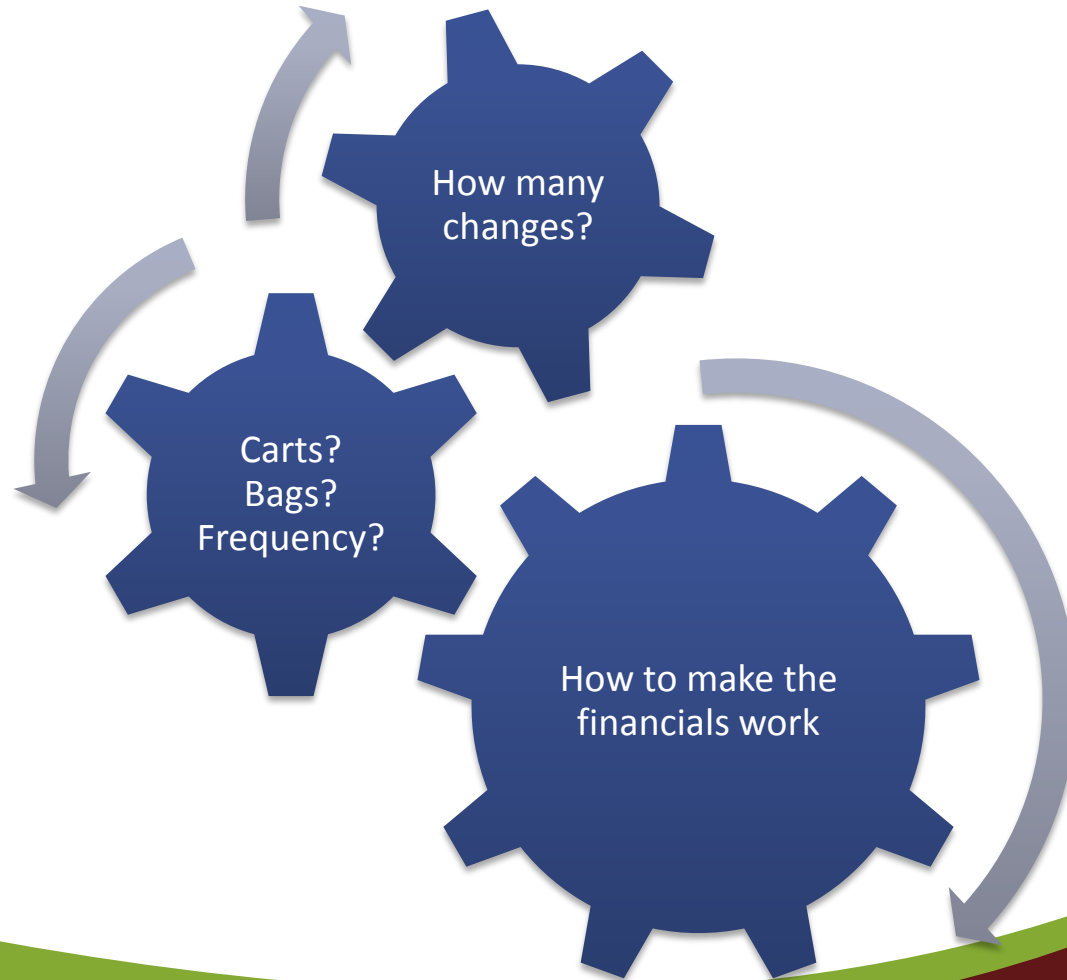 How many
changes?
Carts?
Bags?
Frequency?
How to make the
financials work